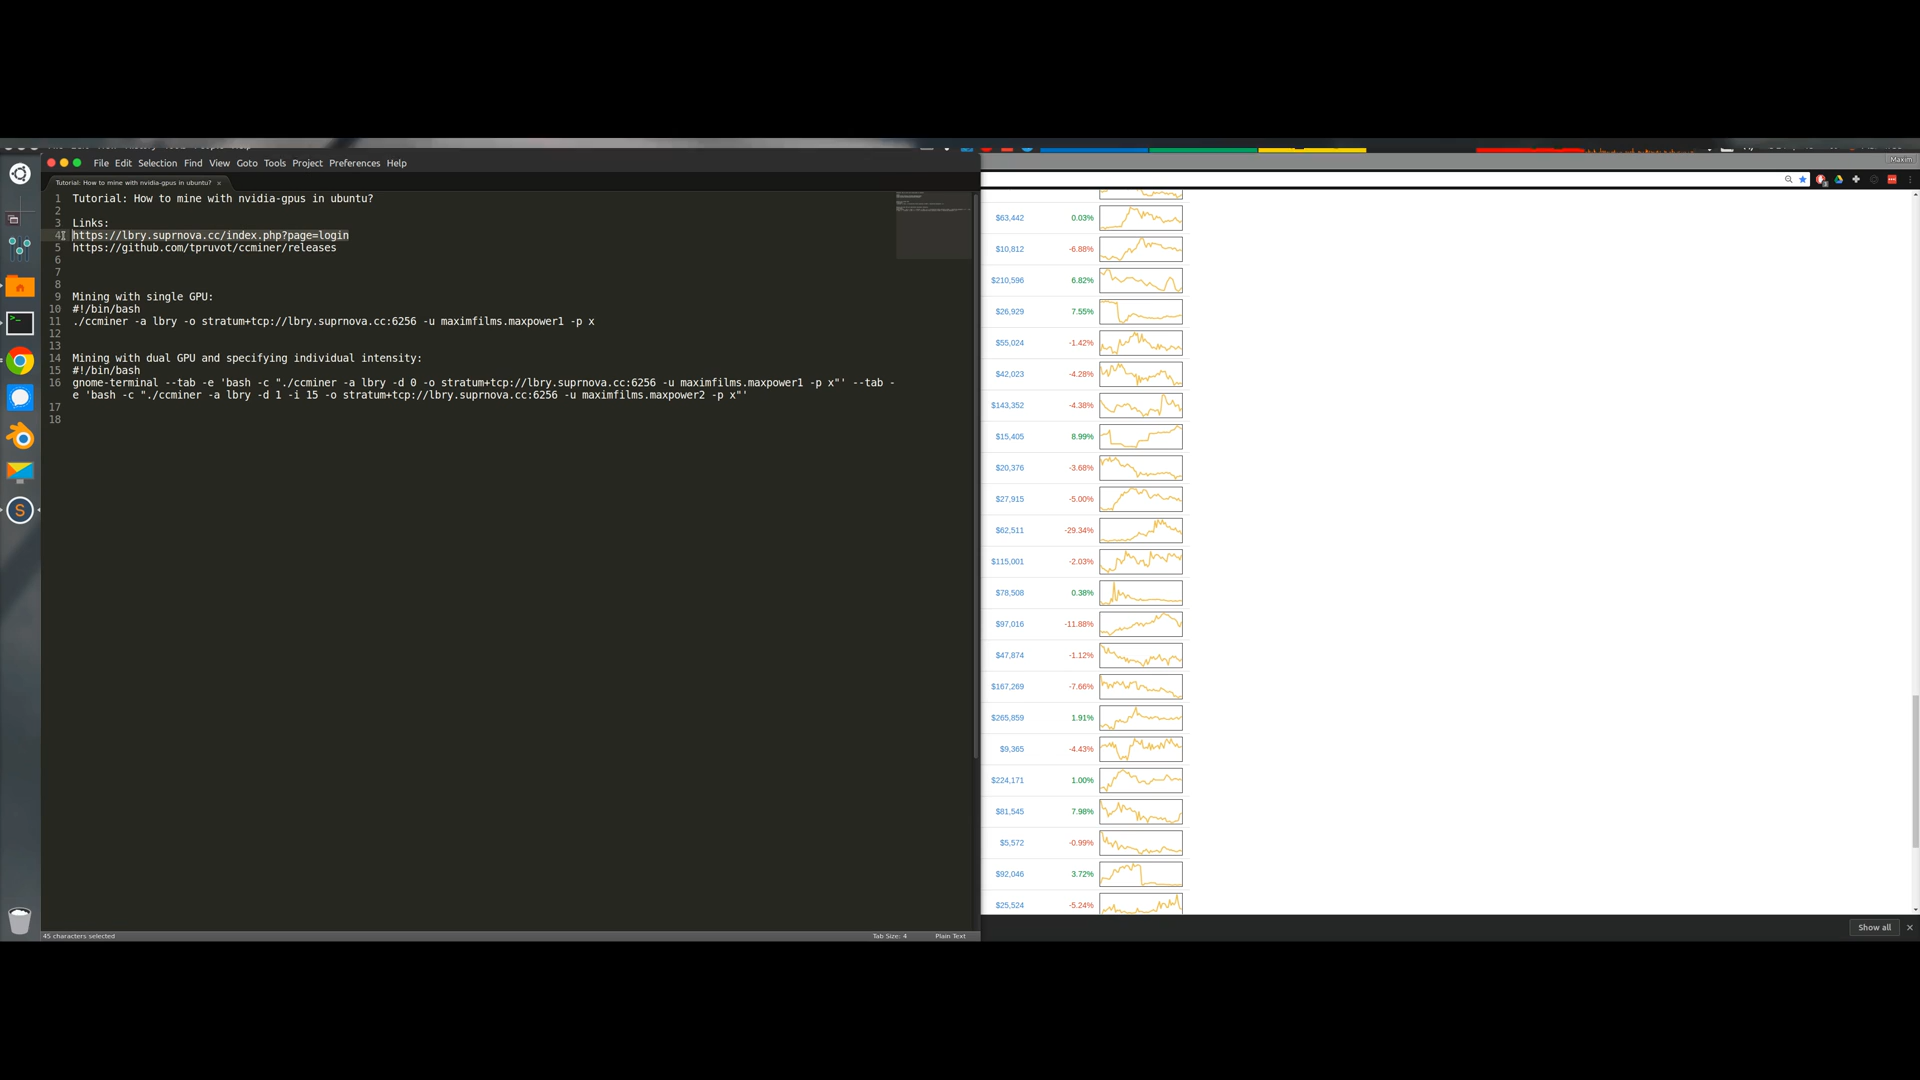 File Edit Selection Find View Goto Tools Project Preferences Help
Maxim
Tutorial: How to mine with nvidia-gpus in ubuntu? ×
1 Tutorial: How to mine with nvidia-gpus in ubuntu?
2
3 Links:
4 https://lbry.suprnova.cc/index.php?page=login
5 https://github.com/tpruvot/ccminer/releases
6
7
8
9 Mining with single GPU:
10 #!/bin/bash
11 ./ccminer -a lbry -o stratum+tcp://lbry.suprnova.cc:6256 -u maximfilms.maxpower1 -p x
12
13
14 Mining with dual GPU and specifying individual intensity:
15 #!/bin/bash
16 gnome-terminal --tab -e 'bash -c "./ccminer -a lbry -d 0 -o stratum+tcp://lbry.suprnova.cc:6256 -u maximfilms.maxpower1 -p x"' --tab -
e 'bash -c "./ccminer -a lbry -d 1 -i 15 -o stratum+tcp://lbry.suprnova.cc:6256 -u maximfilms.maxpower2 -p x"'
17
18
45 characters selected
Tab Size: 4
Plain Text
$63,442 0.03%
$10,812 -6.88%
$210,596 6.82%
$26,929 7.55%
$55,024 -1.42%
$42,023 -4.28%
$143,352 -4.38%
$15,405 8.99%
$20,376 -3.68%
$27,915 -5.00%
$62,511 -29.34%
$115,001 -2.03%
$78,508 0.38%
$97,016 -11.88%
$47,874 -1.12%
$167,269 -7.66%
$265,859 1.91%
$9,365 -4.43%
$224,171 1.00%
$81,545 7.98%
$5,572 -0.99%
$92,046 3.72%
$25,524 -5.24%
Show all